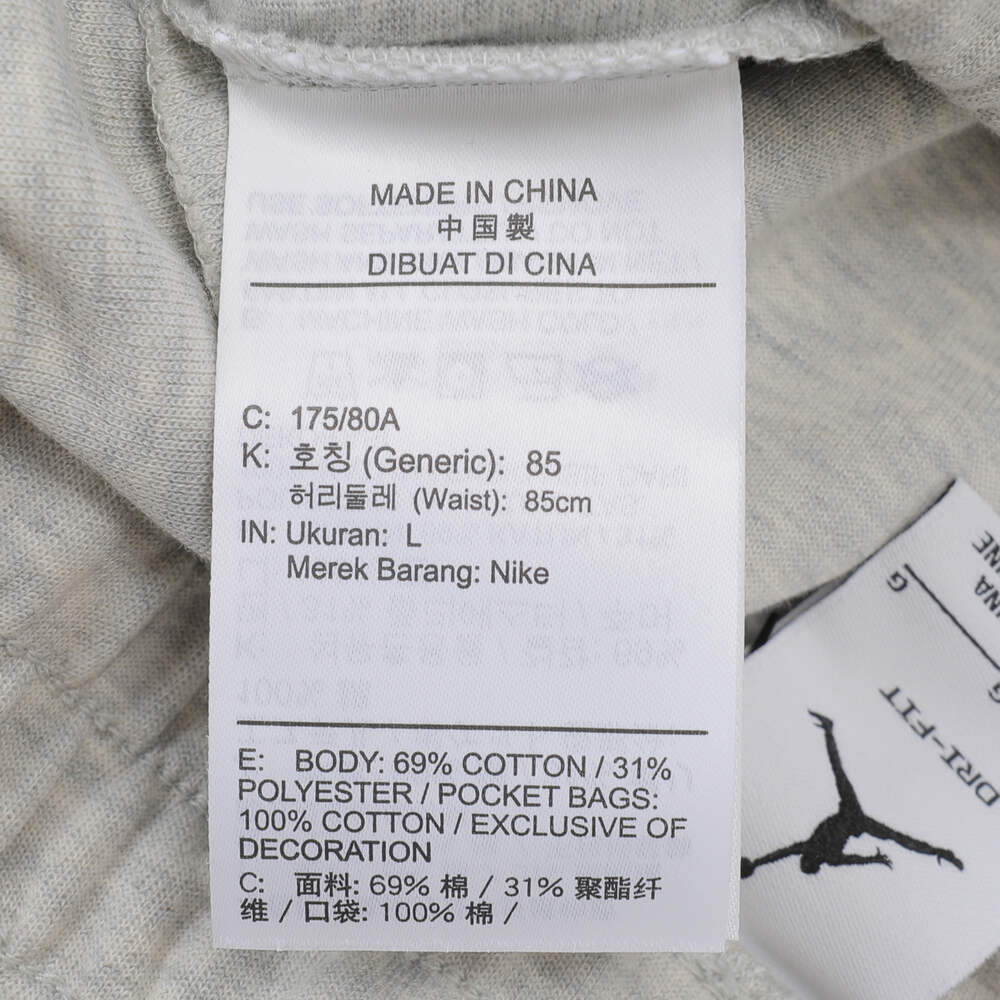 MADE IN CHINA
中国製
DIBUAT DI CINA
C: 175/80A
K: 호칭 (Generic): 85
허리둘레 (Waist): 85cm
IN: Ukuran: L
Merek Barang: Nike
E: BODY: 69% COTTON / 31%
POLYESTER / POCKET BAGS:
100% COTTON / EXCLUSIVE OF
DECORATION
C: 面料: 69% 棉 / 31% 聚酯纤
维 / 口袋: 100% 棉 /
DRI-FIT
G